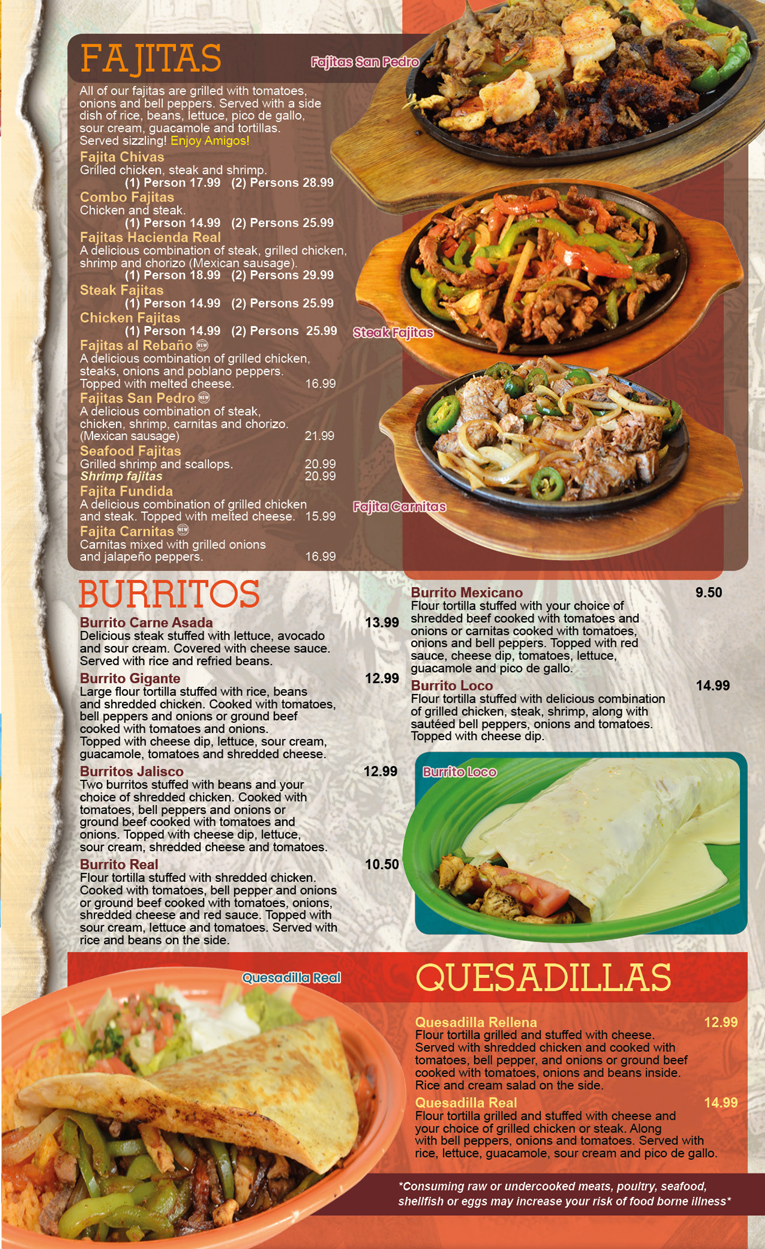 FAJITAS
Fajitas San Pedro
All of our fajitas are grilled with tomatoes,
onions and bell peppers. Served with a side
dish of rice, beans, lettuce, pico de gallo,
sour cream, guacamole and tortillas.
Served sizzling! Enjoy Amigos!
Fajita Chivas
Grilled chicken, steak and shrimp.
(1) Person 17.99 (2) Persons 28.99
Combo Fajitas
Chicken and steak.
(1) Person 14.99 (2) Persons 25.99
Fajitas Hacienda Real
A delicious combination of steak, grilled chicken,
shrimp and chorizo (Mexican sausage).
(1) Person 18.99 (2) Persons 29.99
Steak Fajitas
(1) Person 14.99 (2) Persons 25.99
Chicken Fajitas
(1) Person 14.99 (2) Persons 25.99
Steak Fajitas
Fajitas al Rebaño NEW
A delicious combination of grilled chicken,
steaks, onions and poblano peppers.
Topped with melted cheese. 16.99
Fajitas San Pedro NEW
A delicious combination of steak,
chicken, shrimp, carnitas and chorizo.
(Mexican sausage) 21.99
Seafood Fajitas
Grilled shrimp and scallops. 20.99
Shrimp fajitas 20.99
Fajita Fundida
A delicious combination of grilled chicken
and steak. Topped with melted cheese. 15.99
Fajita Carnitas
Fajita Carnitas NEW
Carnitas mixed with grilled onions
and jalapeño peppers. 16.99
BURRITOS
Burrito Carne Asada 13.99
Delicious steak stuffed with lettuce, avocado
and sour cream. Covered with cheese sauce.
Served with rice and refried beans.
Burrito Gigante 12.99
Large flour tortilla stuffed with rice, beans
and shredded chicken. Cooked with tomatoes,
bell peppers and onions or ground beef
cooked with tomatoes and onions.
Topped with cheese dip, lettuce, sour cream,
guacamole, tomatoes and shredded cheese.
Burritos Jalisco 12.99
Two burritos stuffed with beans and your
choice of shredded chicken. Cooked with
tomatoes, bell peppers and onions or
ground beef cooked with tomatoes and
onions. Topped with cheese dip, lettuce,
sour cream, shredded cheese and tomatoes.
Burrito Real 10.50
Flour tortilla stuffed with shredded chicken.
Cooked with tomatoes, bell pepper and onions
or ground beef cooked with tomatoes, onions,
shredded cheese and red sauce. Topped with
sour cream, lettuce and tomatoes. Served with
rice and beans on the side.
Burrito Mexicano 9.50
Flour tortilla stuffed with your choice of
shredded beef cooked with tomatoes and
onions or carnitas cooked with tomatoes,
onions and bell peppers. Topped with red
sauce, cheese dip, tomatoes, lettuce,
guacamole and pico de gallo.
Burrito Loco 14.99
Flour tortilla stuffed with delicious combination
of grilled chicken, steak, shrimp, along with
sautéed bell peppers, onions and tomatoes.
Topped with cheese dip.
Burrito Loco
Quesadilla Real
QUESADILLAS
Quesadilla Rellena 12.99
Flour tortilla grilled and stuffed with cheese.
Served with shredded chicken and cooked with
tomatoes, bell pepper, and onions or ground beef
cooked with tomatoes, onions and beans inside.
Rice and cream salad on the side.
Quesadilla Real 14.99
Flour tortilla grilled and stuffed with cheese and
your choice of grilled chicken or steak. Along
with bell peppers, onions and tomatoes. Served with
rice, lettuce, guacamole, sour cream and pico de gallo.
*Consuming raw or undercooked meats, poultry, seafood,
shellfish or eggs may increase your risk of food borne illness*